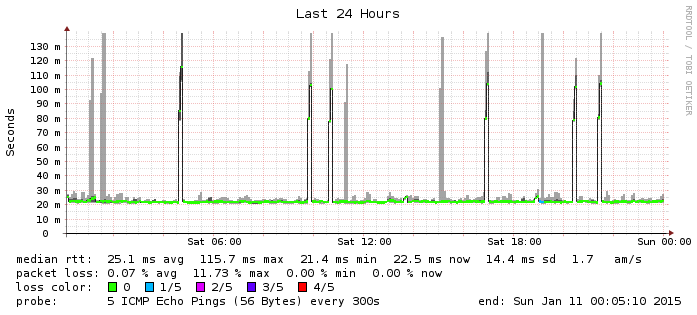 Last 24 Hours
RRDTOOL / TOBI OETIKER
Seconds
130 m
120 m
110 m
100 m
90 m
80 m
70 m
60 m
50 m
40 m
30 m
20 m
10 m
0
Sat 06:00 Sat 12:00 Sat 18:00 Sun 00:00
median rtt: 25.1 ms avg 115.7 ms max 21.4 ms min 22.5 ms now 14.4 ms sd 1.7 am/s
packet loss: 0.07 % avg 11.73 % max 0.00 % min 0.00 % now
loss color: 0 1/5 2/5 3/5 4/5
probe: 5 ICMP Echo Pings (56 Bytes) every 300s end: Sun Jan 11 00:05:10 2015